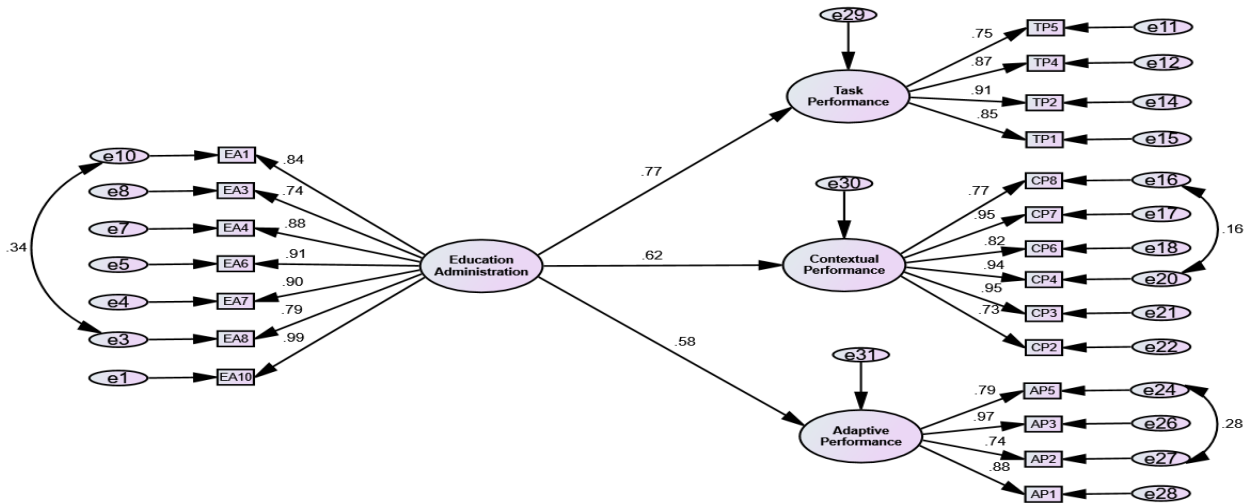 e29
.75
TP5
e11
.87
TP4
e12
Task
Performance
.91
TP2
e14
.85
TP1
e15
e10
EA1
.84
.77
e30
.77
CP8
e16
e8
EA3
.74
.95
CP7
e17
e7
EA4
.88
.82
CP6
e18
.16
.34
e5
EA6
.91
Education
Administration
.62
Contextual
Performance
.94
CP4
e20
e4
EA7
.90
.95
CP3
e21
e3
EA8
.79
.73
CP2
e22
.99
e1
EA10
.58
e31
.79
AP5
e24
.97
AP3
e26
.28
Adaptive
Performance
.74
AP2
e27
.88
AP1
e28